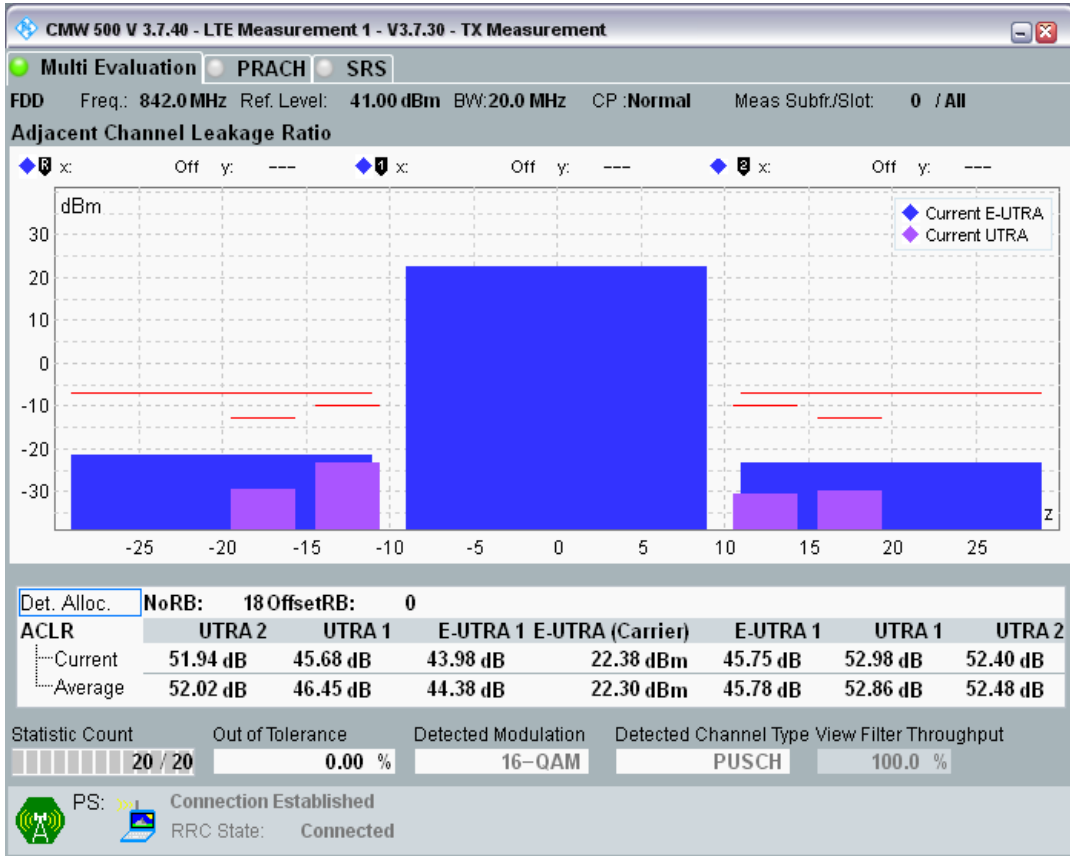 CMW 500 V 3.7.40 - LTE Measurement 1 - V3.7.30 - TX Measurement
Multi Evaluation PRACH SRS
FDD Freq.: 842.0 MHz Ref. Level: 41.00 dBm BW: 20.0 MHz CP :Normal Meas Subfr./Slot: 0 / All
Adjacent Channel Leakage Ratio
R x: Off y: --- 1 x: Off y: --- 2 x: Off y: ---
dBm
Current E-UTRA
Current UTRA
30
20
10
0
-10
-20
-30
z
-25 -20 -15 -10 -5 0 5 10 15 20 25
Det. Alloc. NoRB: 18 OffsetRB: 0
ACLR UTRA 2 UTRA 1 E-UTRA 1 E-UTRA (Carrier) E-UTRA 1 UTRA 1 UTRA 2
Current 51.94 dB 45.68 dB 43.98 dB 22.38 dBm 45.75 dB 52.98 dB 52.40 dB
Average 52.02 dB 46.45 dB 44.38 dB 22.30 dBm 45.78 dB 52.86 dB 52.48 dB
Statistic Count Out of Tolerance Detected Modulation Detected Channel Type View Filter Throughput
20 / 20 0.00 % 16-QAM PUSCH 100.0 %
PS: Connection Established
RRC State: Connected